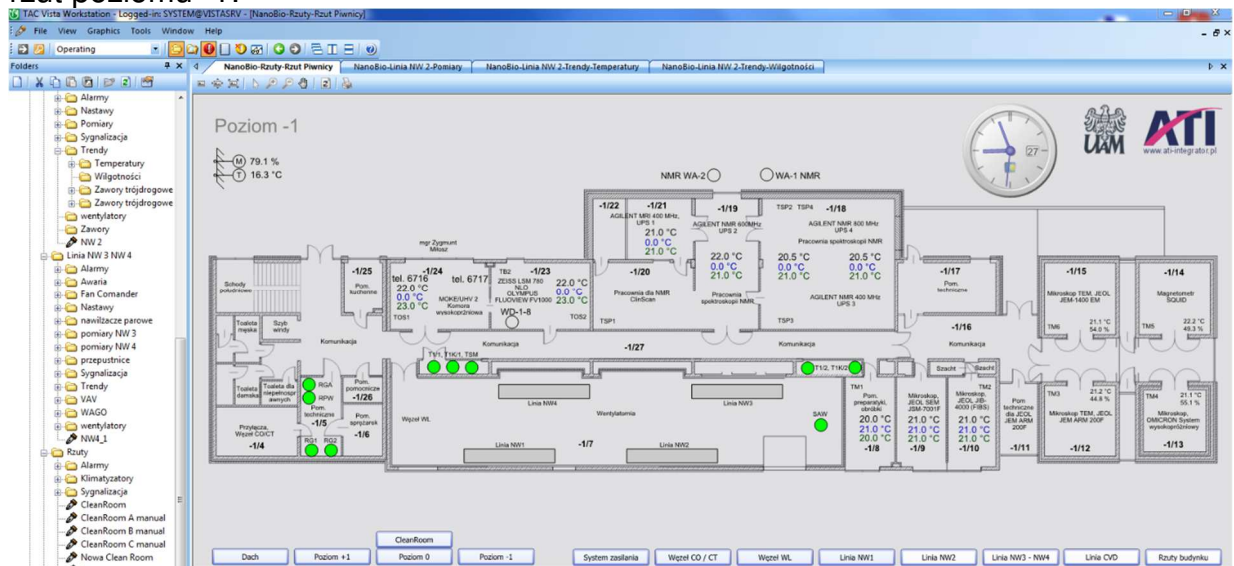 rzut poziomu -1:
TAC Vista Workstation - Logged-in: SYSTEM@VISTASRV - [NanoBio-Rzuty-Rzut Piwnicy]
File View Graphics Tools Window Help
Operating
Folders
NanoBio-Rzuty-Rzut Piwnicy
NanoBio-Linia NW 2-Pomiary
NanoBio-Linia NW 2-Trendy-Temperatury
NanoBio-Linia NW 2-Trendy-Wilgotności
Alarmy
Nastawy
Pomiary
Sygnalizacja
Trendy
Temperatury
Wilgotności
Zawory trójdrogowe
Zawory trójdrogowe
wentylatory
Zawory
NW 2
Linia NW 3 NW 4
Alarmy
Awaria
Fan Comander
Nastawy
nawilżacze parowe
pomiary NW 3
pomiary NW 4
przepustnice
Sygnalizacja
Trendy
VAV
WAGO
wentylatory
NW4_1
Rzuty
Alarmy
Klimatyzatory
Sygnalizacja
CleanRoom
CleanRoom A manual
CleanRoom B manual
CleanRoom C manual
Nowa Clean Room
Poziom -1
M 79.1 %
T 16.3 °C
27
UAM
ATI
www.ati-integrator.pl
NMR WA-2
WA-1 NMR
-1/22
-1/21
AGILENT MRI 400 MHz,
UPS 1
21.0 °C
0.0 °C
21.0 °C
-1/19
AGILENT NMR 600MHz
UPS 2
22.0 °C
0.0 °C
21.0 °C
Pracownia
spektroskopii NMR
TSP2 TSP4 -1/18
AGILENT NMR 800 MHz
UPS 4
Pracownia spektroskopii NMR
20.5 °C
0.0 °C
21.0 °C
20.5 °C
0.0 °C
21.0 °C
AGILENT NMR 400 MHz
UPS 3
TSP3
-1/20
Pracownia dla NMR
ClinScan
TSP1
Schody
południowe
-1/25
Pom.
kuchenne
mgr Zygmunt
Miłosz
-1/24
tel. 6716
tel. 6717
22.0 °C
0.0 °C
23.0 °C
MOKE/UHV 2
Komora
wysokopróżniowa
TOS1
TB2 -1/23
ZEISS LSM 780
NLO
OLYMPUS
FLUOVIEW FV1000
22.0 °C
0.0 °C
23.0 °C
WD-1-8
TOS2
-1/17
Pom.
techniczne
-1/16
-1/15
Mikroskop TEM, JEOL
JEM-1400 EM
TM6
21.1 °C
54.0 %
-1/14
Magnetometr
SQUID
TM5
22.2 °C
49.3 %
Toaleta
męska
Szyb
windy
Komunikacja
Komunikacja
-1/27
Komunikacja
Komunikacja
T1/1, T1K/1, TSM
T1/2, T1K/2
Szacht
Szacht
Toaleta
damska
Toaleta dla
niepełnospr
awnych
RGA
RPW
Pom.
techniczne
-1/5
RG1 RG2
Pom.
pomocnicze
-1/26
Pom.
sprężarek
-1/6
Przyłącza,
Węzeł CO/CT
-1/4
Węzeł WL
Linia NW4
Linia NW3
Wentylatornia
Linia NW1
-1/7
Linia NW2
SAW
TM1
Pom.
preparatyki,
obróbki
20.0 °C
21.0 °C
20.0 °C
-1/8
Mikroskop,
JEOL SEM
JSM-7001F
21.0 °C
21.0 °C
21.0 °C
-1/9
TM2
Mikroskop,
JEOL JIB-
4000 (FIBS)
21.0 °C
21.0 °C
21.0 °C
-1/10
Pom
techniczne
dla JEOL
JEM ARM
200F
-1/11
TM3
21.2 °C
44.8 %
Mikroskop TEM, JEOL
JEM ARM 200F
-1/12
TM4
21.1 °C
55.1 %
Mikroskop,
OMICRON System
wysokopróżniowy
-1/13
CleanRoom
Dach
Poziom +1
Poziom 0
Poziom -1
System zasilania
Węzeł CO / CT
Węzeł WL
Linia NW1
Linia NW2
Linia NW3 - NW4
Linia CVD
Rzuty budynku